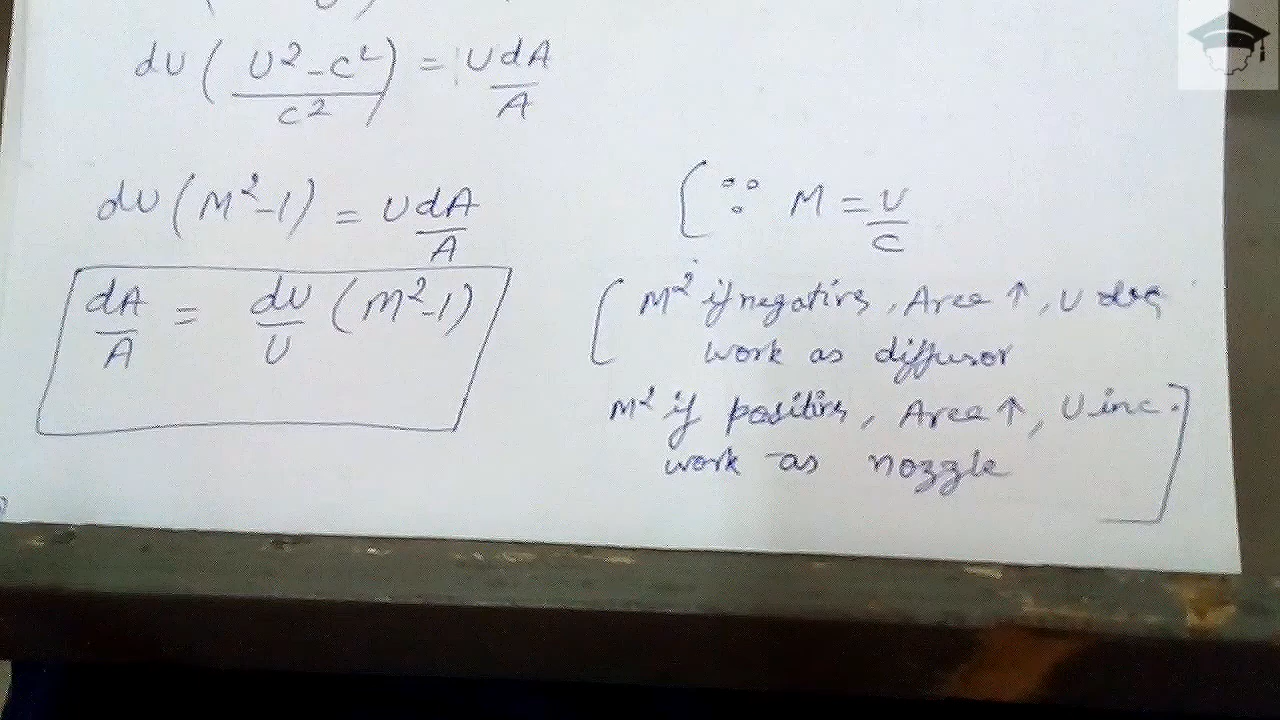 dU ( U² - C² / C² ) = U dA / A
dU (M² - 1) = U dA / A
[ ∵ M = U / C
dA / A = dU / U (M² - 1)
[ M² if negative, Area ↑, U dec
work as diffusor
M² if positive, Area ↑, U inc. ]
work as nozzle